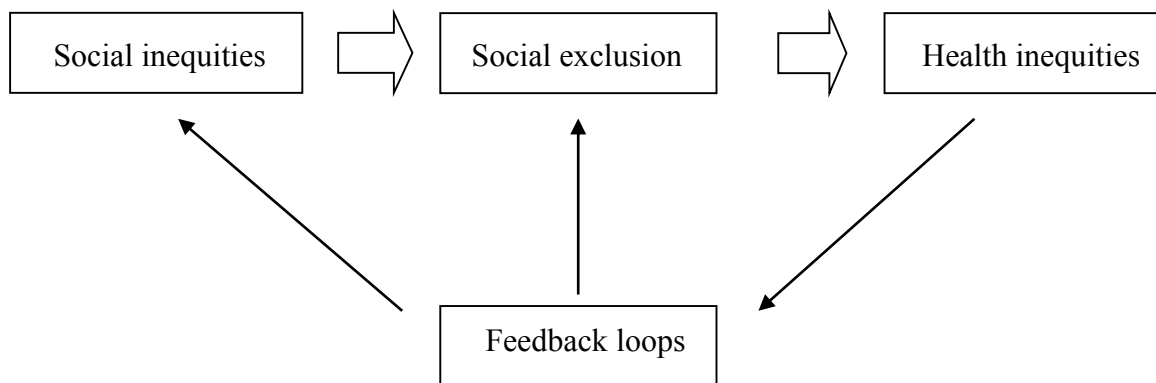 Social inequities
Social exclusion
Health inequities
Feedback loops